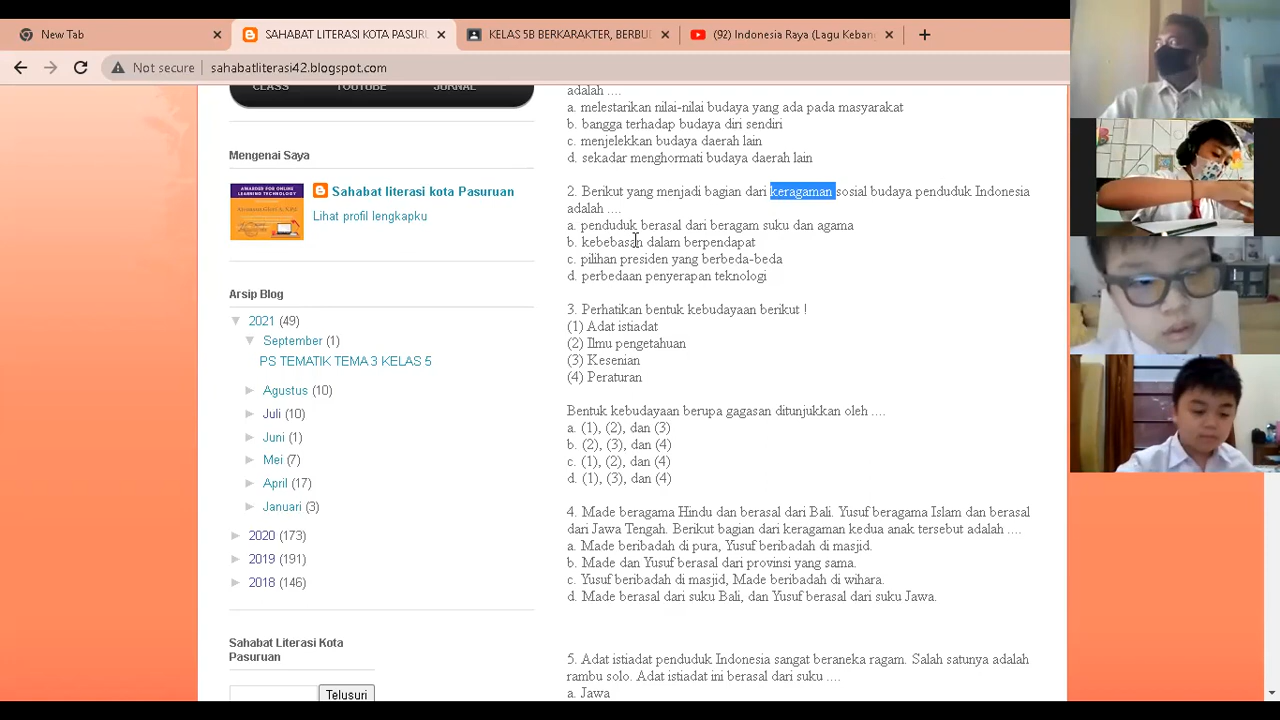 New Tab
SAHABAT LITERASI KOTA PASURU
KELAS 5B BERKARAKTER, BERBU
(92) Indonesia Raya (Lagu Kebang
Not secure
sahabatliterasi42.blogspot.com
CLASS
YOUTUBE
JURNAL
Mengenai Saya
Sahabat literasi kota Pasuruan
Lihat profil lengkapku
Arsip Blog
▼ 2021 (49)
▼ September (1)
PS TEMATIK TEMA 3 KELAS 5
► Agustus (10)
► Juli (10)
► Juni (1)
► Mei (7)
► April (17)
► Januari (3)
► 2020 (173)
► 2019 (191)
► 2018 (146)
Sahabat Literasi Kota
Pasuruan
Telusuri
adalah ....
a. melestarikan nilai-nilai budaya yang ada pada masyarakat
b. bangga terhadap budaya diri sendiri
c. menjelekkan budaya daerah lain
d. sekadar menghormati budaya daerah lain
2. Berikut yang menjadi bagian dari keragaman sosial budaya penduduk Indonesia
adalah ....
a. penduduk berasal dari beragam suku dan agama
b. kebebasan dalam berpendapat
c. pilihan presiden yang berbeda-beda
d. perbedaan penyerapan teknologi
3. Perhatikan bentuk kebudayaan berikut !
(1) Adat istiadat
(2) Ilmu pengetahuan
(3) Kesenian
(4) Peraturan
Bentuk kebudayaan berupa gagasan ditunjukkan oleh ....
a. (1), (2), dan (3)
b. (2), (3), dan (4)
c. (1), (2), dan (4)
d. (1), (3), dan (4)
4. Made beragama Hindu dan berasal dari Bali. Yusuf beragama Islam dan berasal
dari Jawa Tengah. Berikut bagian dari keragaman kedua anak tersebut adalah ....
a. Made beribadah di pura, Yusuf beribadah di masjid.
b. Made dan Yusuf berasal dari provinsi yang sama.
c. Yusuf beribadah di masjid, Made beribadah di wihara.
d. Made berasal dari suku Bali, dan Yusuf berasal dari suku Jawa.
5. Adat istiadat penduduk Indonesia sangat beraneka ragam. Salah satunya adalah
rambu solo. Adat istiadat ini berasal dari suku ....
a. Jawa